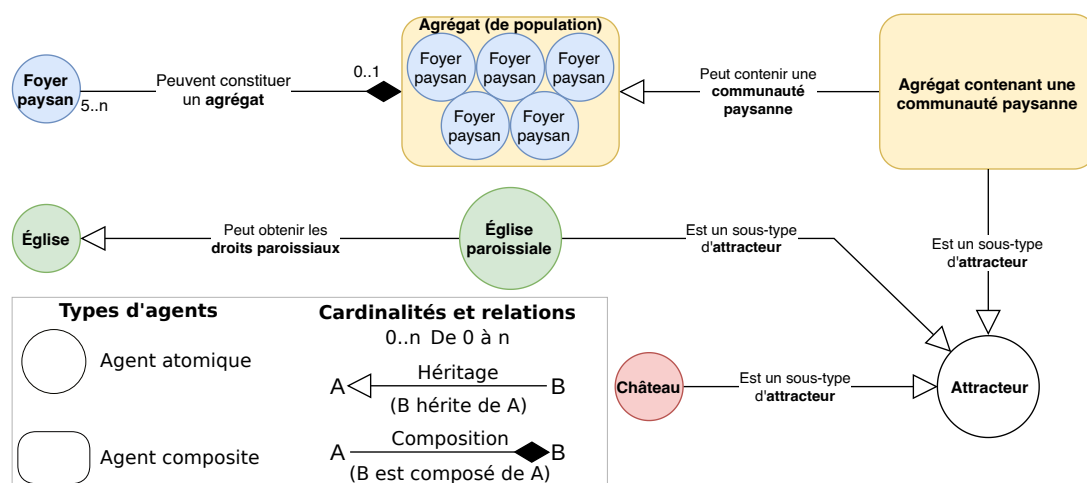 Foyer
paysan
5..n
Peuvent constituer
un agrégat
0..1
Agrégat (de population)
Foyer
paysan
Foyer
paysan
Foyer
paysan
Foyer
paysan
Foyer
paysan
Peut contenir une
communauté
paysanne
Agrégat contenant une
communauté paysanne
Église
Peut obtenir les
droits paroissiaux
Église
paroissiale
Est un sous-type
d'attracteur
Est un sous-type
d'attracteur
Château
Est un sous-type
d'attracteur
Attracteur
Types d'agents
Agent atomique
Agent composite
Cardinalités et relations
0..n De 0 à n
A Héritage B
(B hérite de A)
A Composition B
(B est composé de A)